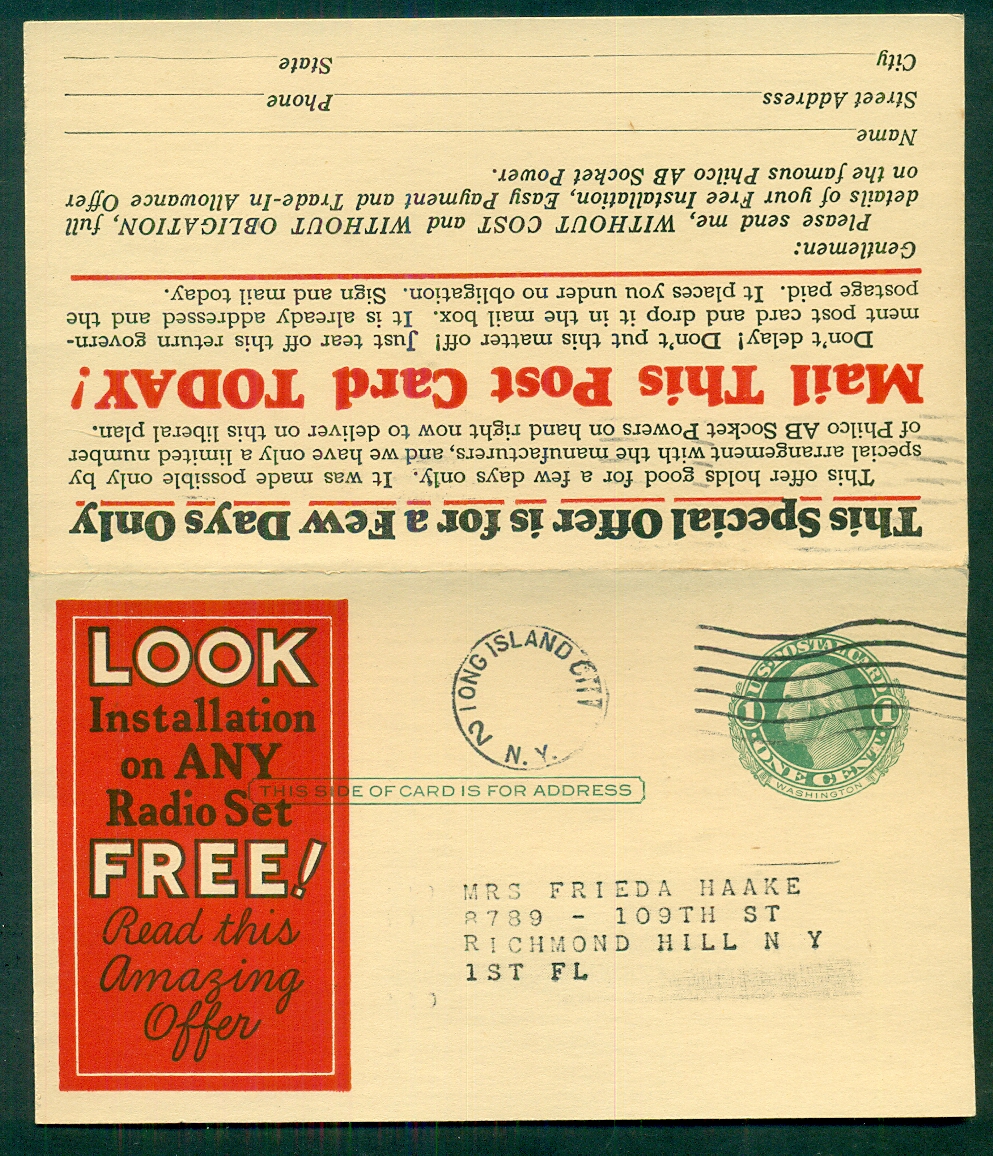 This Special Offer is for a Few Days Only
This offer holds good for a few days only. It was made possible only by
special arrangement with the manufacturers, and we have only a limited number
of Philco AB Socket Powers on hand right now to deliver on this liberal plan.
Mail This Post Card TODAY!
Don't delay! Don't put this matter off! Just tear off this return govern-
ment post card and drop it in the mail box. It is already addressed and the
postage paid. It places you under no obligation. Sign and mail today.
Gentlemen:
Please send me, WITHOUT COST and WITHOUT OBLIGATION, full
details of your Free Installation, Easy Payment and Trade-In Allowance Offer
on the famous Philco AB Socket Power.
Name
Street Address Phone
City State
LOOK
Installation
on ANY
Radio Set
FREE!
Read this
Amazing
Offer
LONG ISLAND CITY
2
N. Y.
U.S. POSTAL CARD
1 1
ONE CENT
WASHINGTON
THIS SIDE OF CARD IS FOR ADDRESS
MRS FRIEDA HAAKE
8789 - 109TH ST
RICHMOND HILL N Y
1ST FL